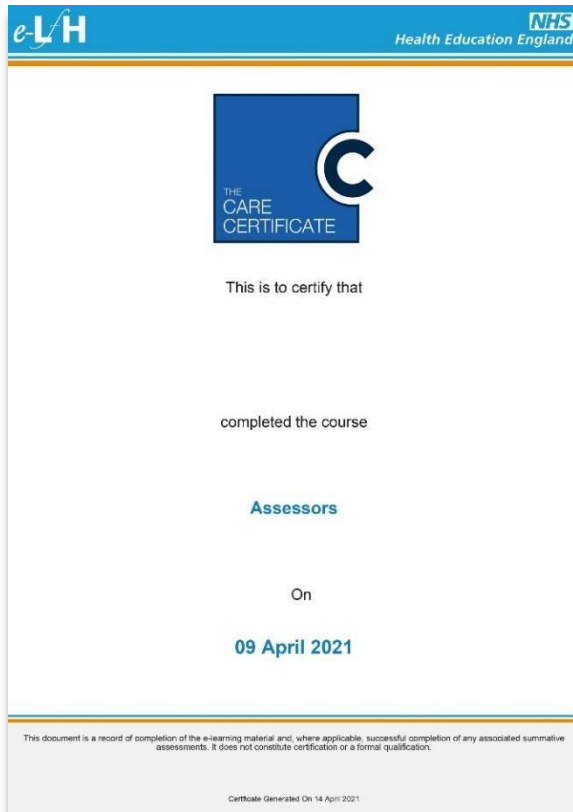 e-LfH
NHS
Health Education England
C
THE
CARE
CERTIFICATE
This is to certify that
completed the course
Assessors
On
09 April 2021
This document is a record of completion of the e-learning material and, where applicable, successful completion of any associated summative
assessments. It does not constitute certification or a formal qualification.
Certficate Generated On 14 April 2021